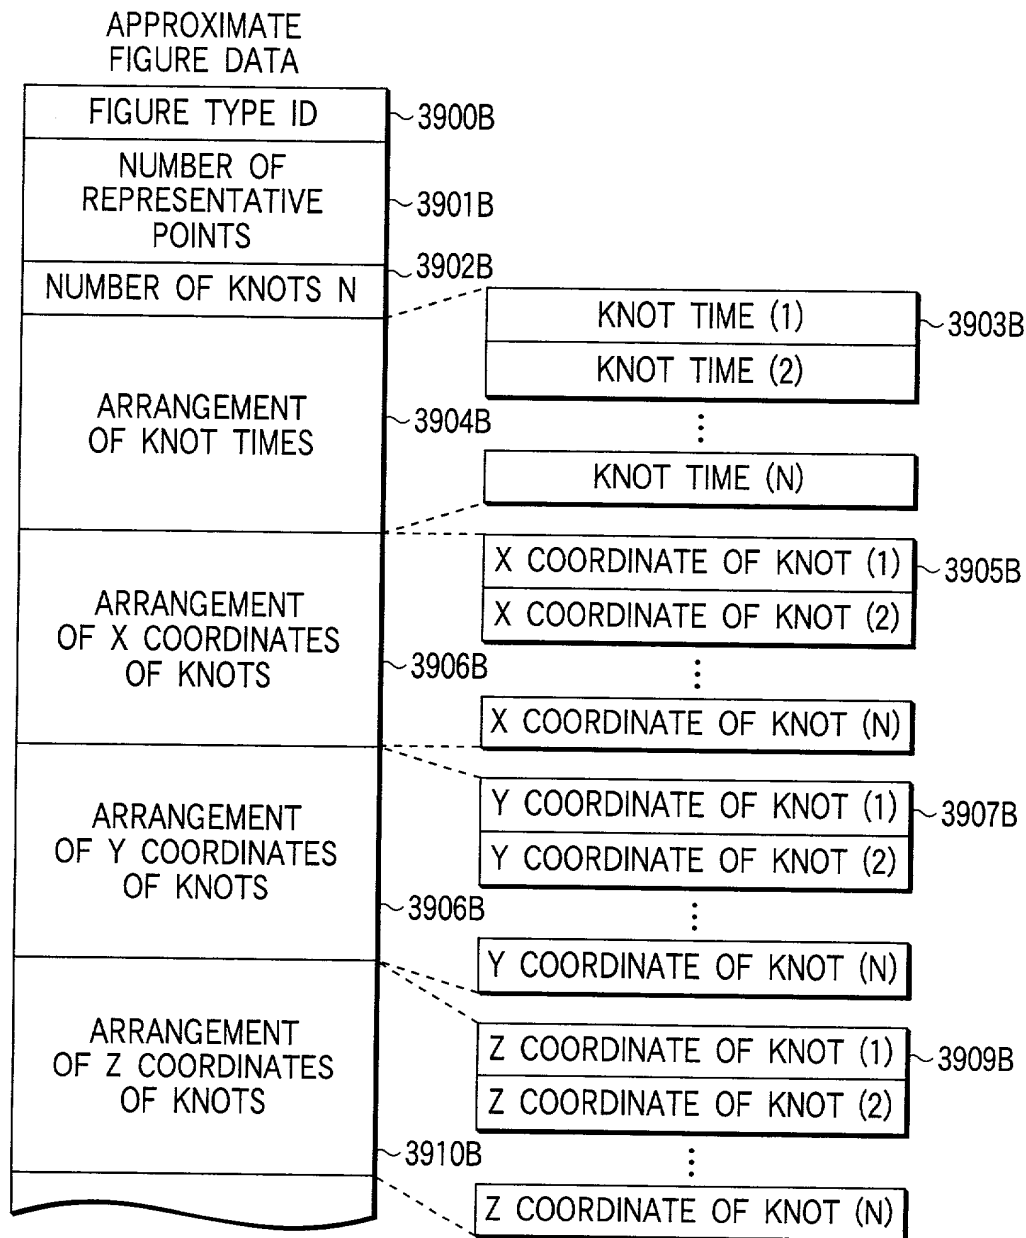 APPROXIMATE
FIGURE DATA
FIGURE TYPE ID
3900B
NUMBER OF
REPRESENTATIVE
POINTS
3901B
NUMBER OF KNOTS N
3902B
ARRANGEMENT
OF KNOT TIMES
3904B
KNOT TIME (1)
3903B
KNOT TIME (2)
KNOT TIME (N)
ARRANGEMENT
OF X COORDINATES
OF KNOTS
3906B
X COORDINATE OF KNOT (1)
3905B
X COORDINATE OF KNOT (2)
X COORDINATE OF KNOT (N)
ARRANGEMENT
OF Y COORDINATES
OF KNOTS
3906B
Y COORDINATE OF KNOT (1)
3907B
Y COORDINATE OF KNOT (2)
Y COORDINATE OF KNOT (N)
ARRANGEMENT
OF Z COORDINATES
OF KNOTS
3910B
Z COORDINATE OF KNOT (1)
3909B
Z COORDINATE OF KNOT (2)
Z COORDINATE OF KNOT (N)